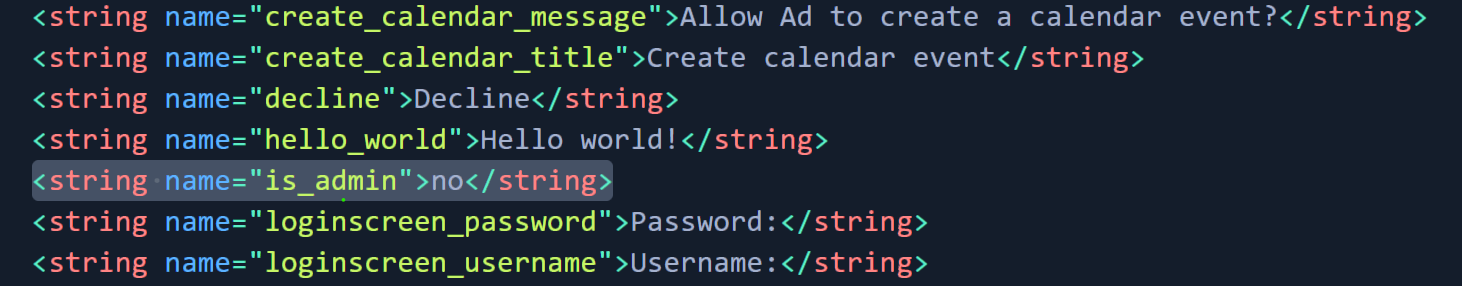 <string name="create_calendar_message">Allow Ad to create a calendar event?</string>
<string name="create_calendar_title">Create calendar event</string>
<string name="decline">Decline</string>
<string name="hello_world">Hello world!</string>
<string name="is_admin">no</string>
<string name="loginscreen_password">Password:</string>
<string name="loginscreen_username">Username:</string>